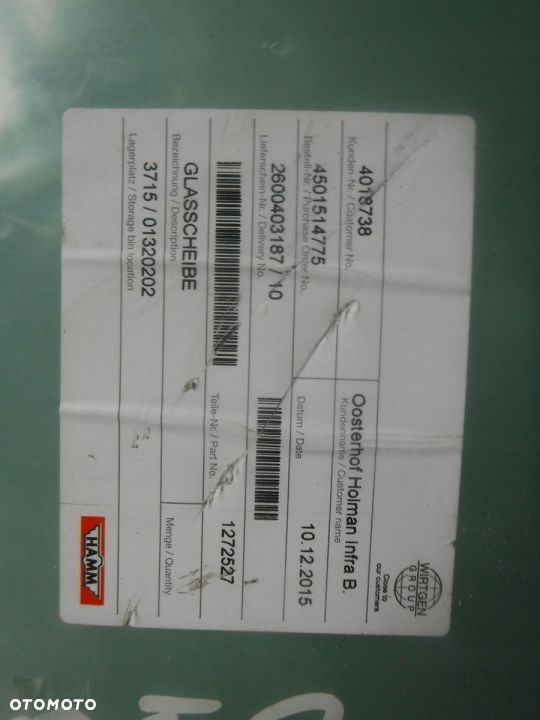 WIRTGEN
GROUP
Close to
our customers
Kunden-Nr. / Customer No.
4018738
Kundenname / Customer name
Oosterhof Holman Infra B.
Bestell-Nr. / Purchase Order No.
4501514775
Datum / Date
10.12.2015
Lieferschein-Nr. / Delivery No.
2600403187 / 10
Teile-Nr. / Part No.
1272527
Bezeichnung / Description
GLASSCHEIBE
Menge / Quantity
Lagerplatz / Storage bin location
3715 / 01320202
HAMM
OTOMOTO
OTOMOTO